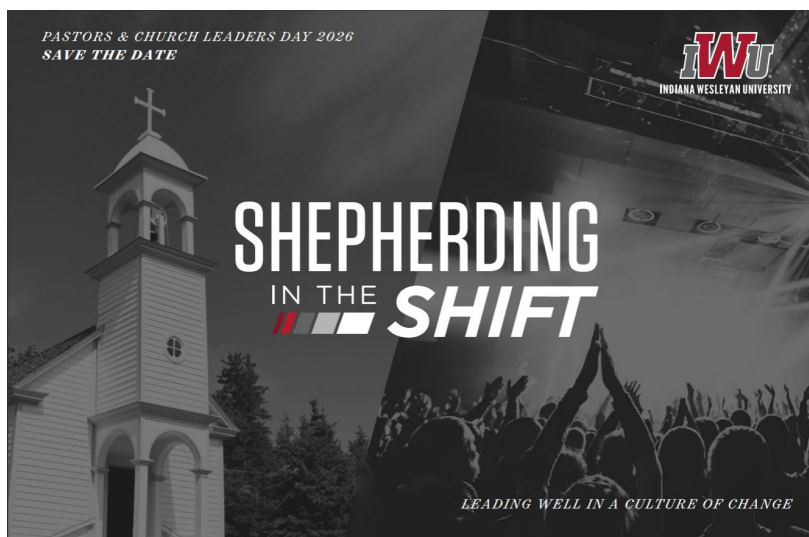 PASTORS & CHURCH LEADERS DAY 2026
SAVE THE DATE
IWU
INDIANA WESLEYAN UNIVERSITY
SHEPHERDING
IN THE
SHIFT
LEADING WELL IN A CULTURE OF CHANGE